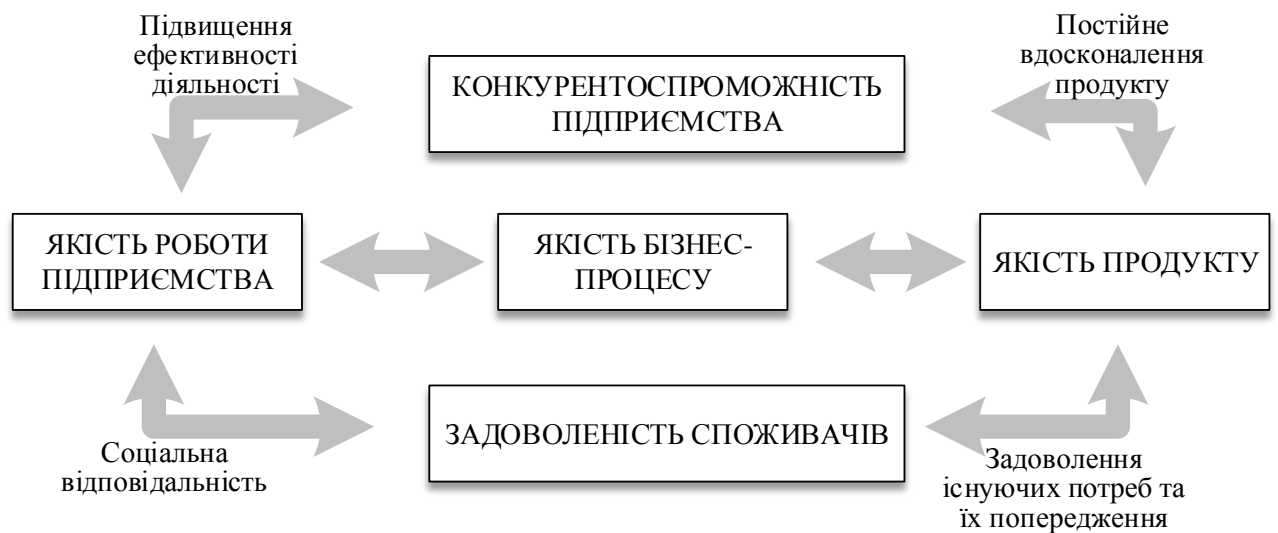 Підвищення
ефективності
діяльності
Постійне
вдосконалення
продукту
КОНКУРЕНТОСПРОМОЖНІСТЬ
ПІДПРИЄМСТВА
ЯКІСТЬ РОБОТИ
ПІДПРИЄМСТВА
ЯКІСТЬ БІЗНЕС-
ПРОЦЕСУ
ЯКІСТЬ ПРОДУКТУ
ЗАДОВОЛЕНІСТЬ СПОЖИВАЧІВ
Соціальна
відповідальність
Задоволення
існуючих потреб та
їх попередження